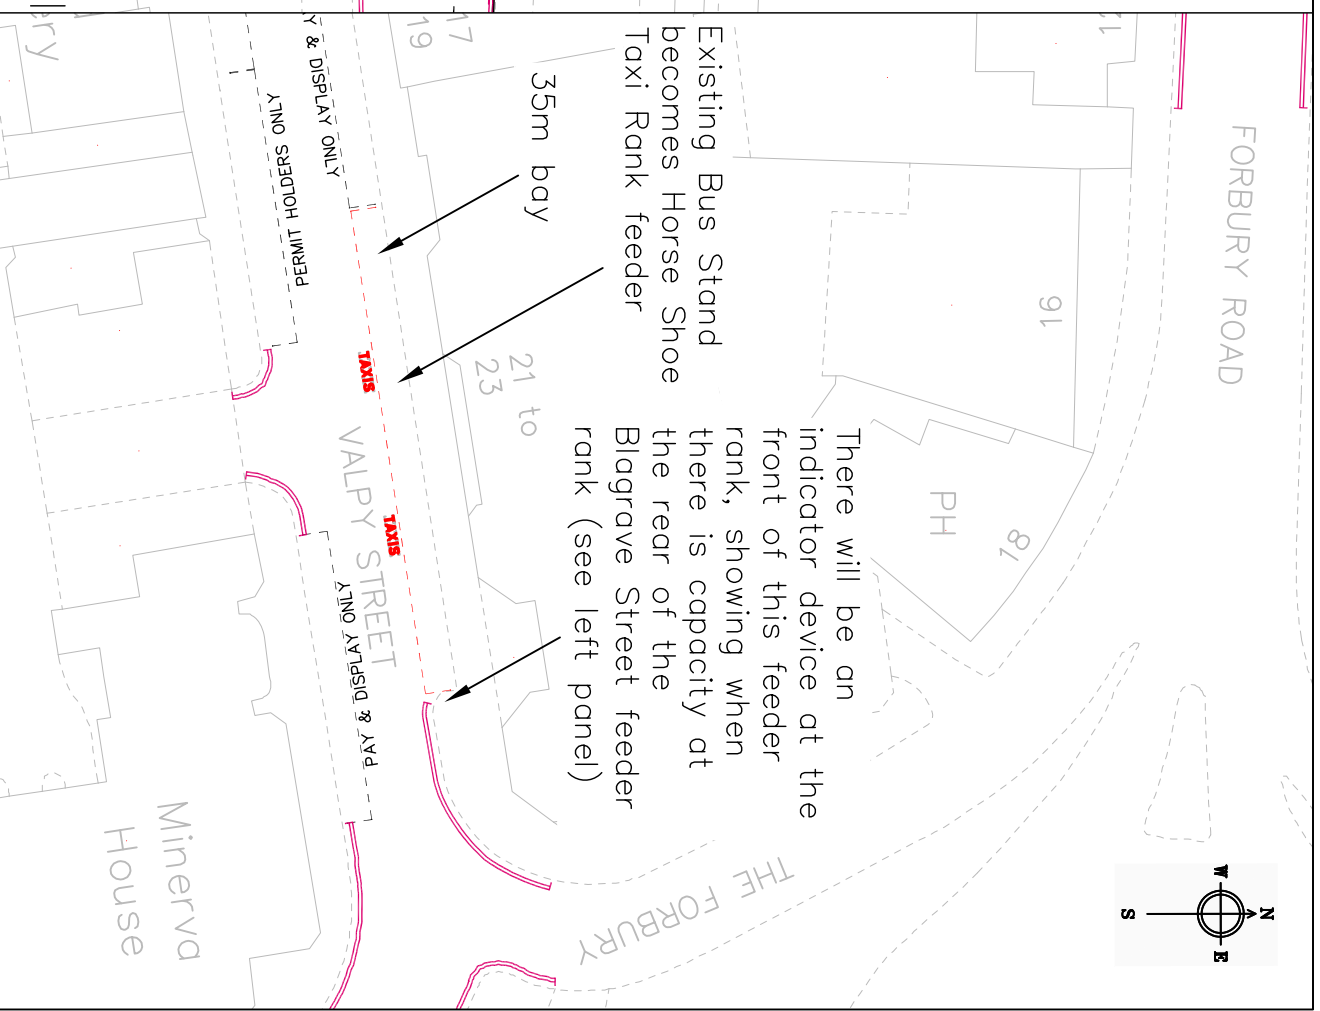 Existing Bus Stand
becomes Horse Shoe
Taxi Rank feeder
35m bay
There will be an
indicator device at the
front of this feeder
rank, showing when
there is capacity at
the rear of the
Blagrave Street feeder
rank (see left panel)
FORBURY ROAD
16
PH
18
17
19
21 to
23
Y & DISPLAY ONLY
PERMIT HOLDERS ONLY
TAXIS
TAXIS
VALPY STREET
PAY & DISPLAY ONLY
THE FORBURY
Minerva
House
N
W
E
S